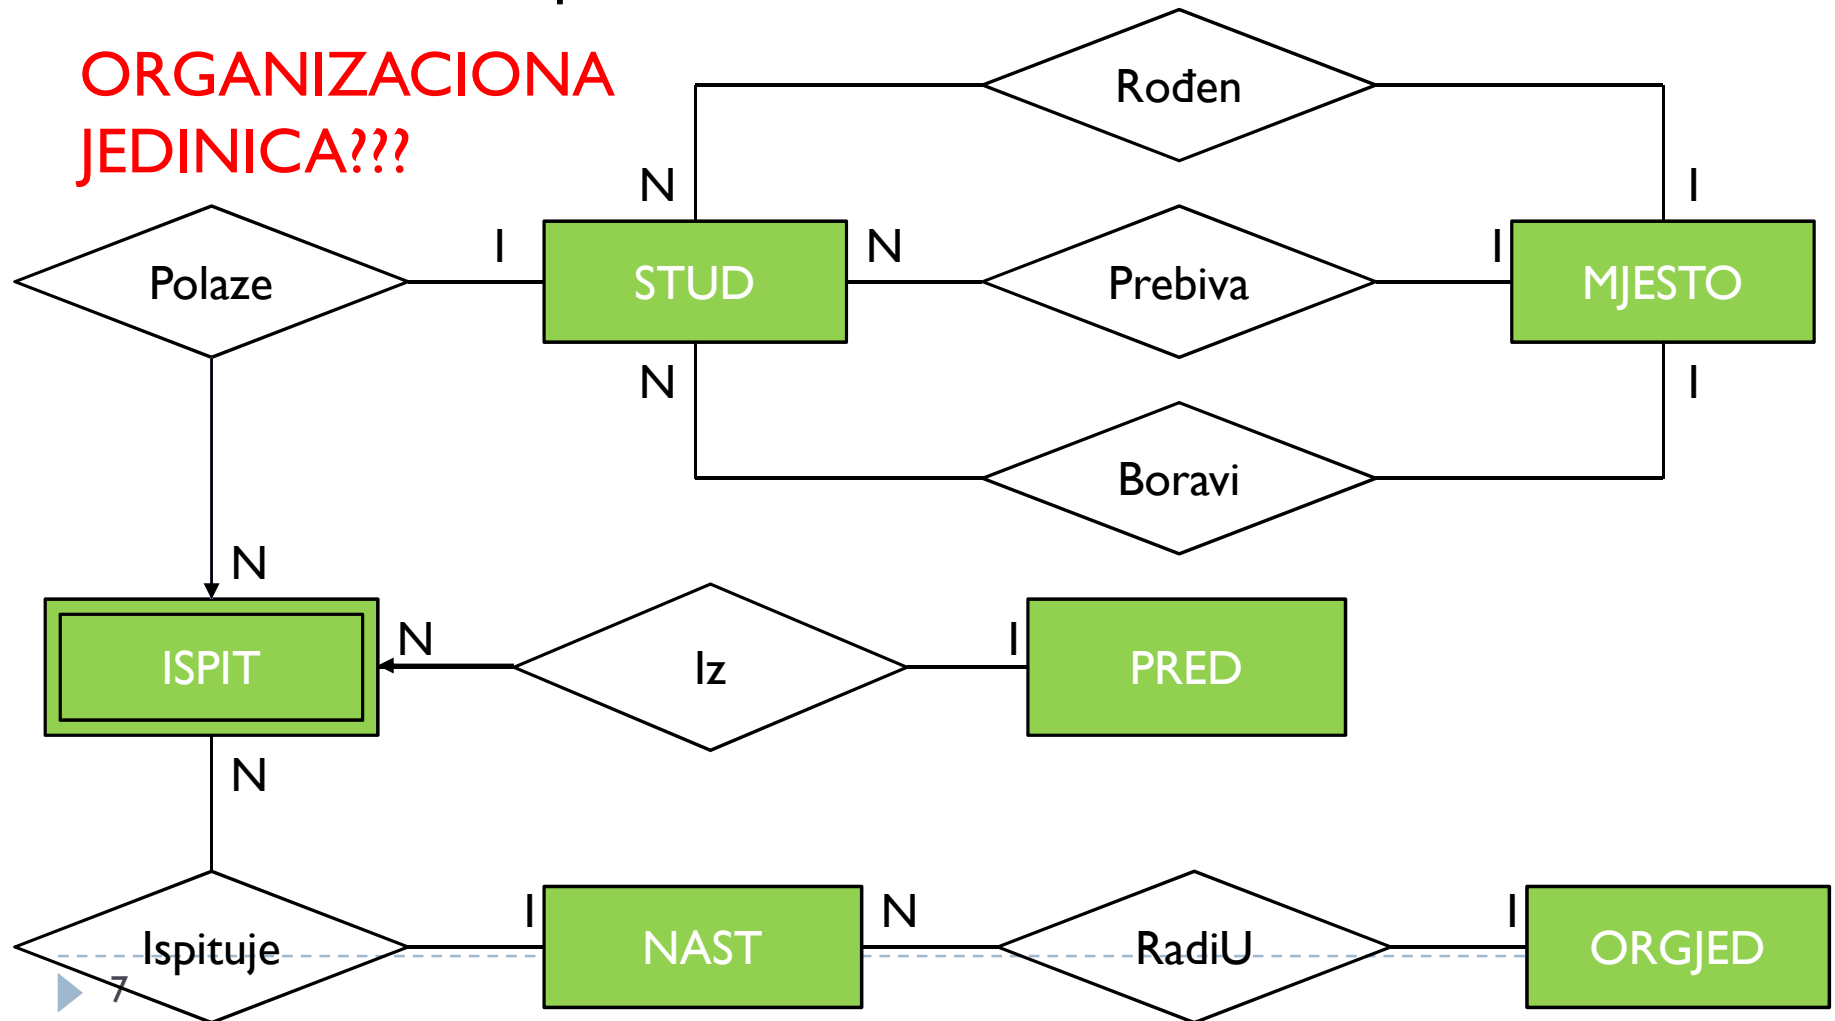 ORGANIZACIONA
JEDINICA???
Rođen
N
I
Polaze
I
STUD
N
Prebiva
I
MJESTO
N
I
Boravi
N
ISPIT
N
Iz
I
PRED
N
Ispituje
I
NAST
N
RadiU
I
ORGJED
7